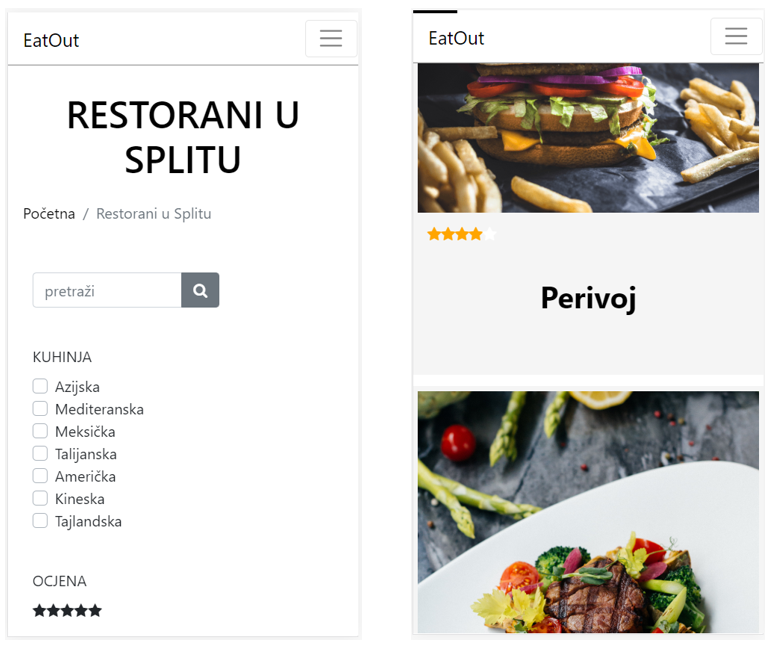 EatOut
RESTORANI U
SPLITU
Početna / Restorani u Splitu
pretraži
KUHINJA
Azijska
Mediteranska
Meksička
Talijanska
Američka
Kineska
Tajlandska
OCJENA
EatOut
Perivoj